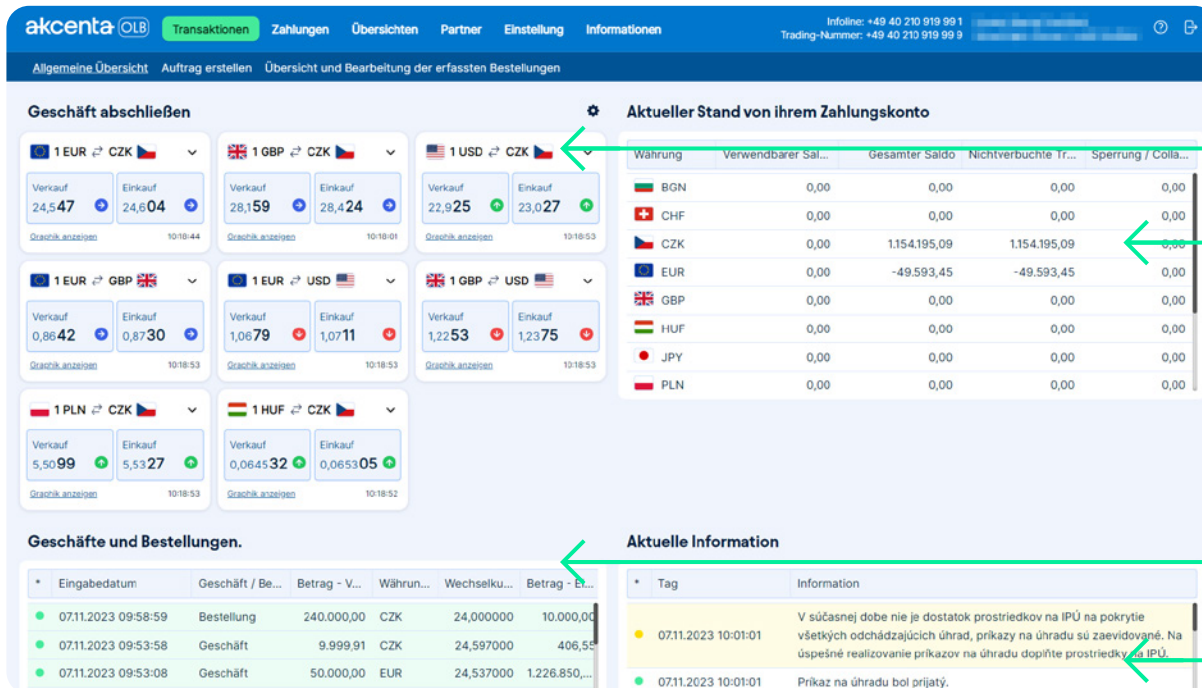 akcenta OLB Transaktionen Zahlungen Übersichten Partner Einstellung Informationen
Infoline: +49 40 210 919 99 1
Trading-Nummer: +49 40 210 919 99 9
Allgemeine Übersicht Auftrag erstellen Übersicht und Bearbeitung der erfassten Bestellungen
Geschäft abschließen
1 EUR ⇄ CZK
Verkauf Einkauf
24,547 24,604
Graphik anzeigen 10:18:44
1 GBP ⇄ CZK
Verkauf Einkauf
28,159 28,424
Graphik anzeigen 10:18:01
1 USD ⇄ CZK
Verkauf Einkauf
22,925 23,027
Graphik anzeigen 10:18:53
1 EUR ⇄ GBP
Verkauf Einkauf
0,8642 0,8730
Graphik anzeigen 10:18:53
1 EUR ⇄ USD
Verkauf Einkauf
1,0679 1,0711
Graphik anzeigen 10:18:53
1 GBP ⇄ USD
Verkauf Einkauf
1,2253 1,2375
Graphik anzeigen 10:18:53
1 PLN ⇄ CZK
Verkauf Einkauf
5,5099 5,5327
Graphik anzeigen 10:18:53
1 HUF ⇄ CZK
Verkauf Einkauf
0,064532 0,065305
Graphik anzeigen 10:18:52
Aktueller Stand von ihrem Zahlungskonto
Währung Verwendbarer Sal... Gesamter Saldo Nichtverbuchte Tr... Sperrung / Colla...
BGN 0,00 0,00 0,00 0,00
CHF 0,00 0,00 0,00 0,00
CZK 0,00 1.154.195,09 1.154.195,09 0,00
EUR 0,00 -49.593,45 -49.593,45 0,00
GBP 0,00 0,00 0,00 0,00
HUF 0,00 0,00 0,00 0,00
JPY 0,00 0,00 0,00 0,00
PLN 0,00 0,00 0,00 0,00
Geschäfte und Bestellungen.
* Eingabedatum Geschäft / Be... Betrag - V... Währun... Wechselku... Betrag - Ei...
07.11.2023 09:58:59 Bestellung 240.000,00 CZK 24,000000 10.000,00
07.11.2023 09:53:58 Geschäft 9.999,91 CZK 24,597000 406,55
07.11.2023 09:53:08 Geschäft 50.000,00 EUR 24,537000 1.226.850,...
Aktuelle Information
* Tag Information
07.11.2023 10:01:01 V súčasnej dobe nie je dostatok prostriedkov na IPÚ na pokrytie
všetkých odchádzajúcich úhrad, príkazy na úhradu sú zaevidované. Na
úspešné realizovanie príkazov na úhradu doplňte prostriedky na IPÚ.
07.11.2023 10:01:01 Príkaz na úhradu bol prijatý.